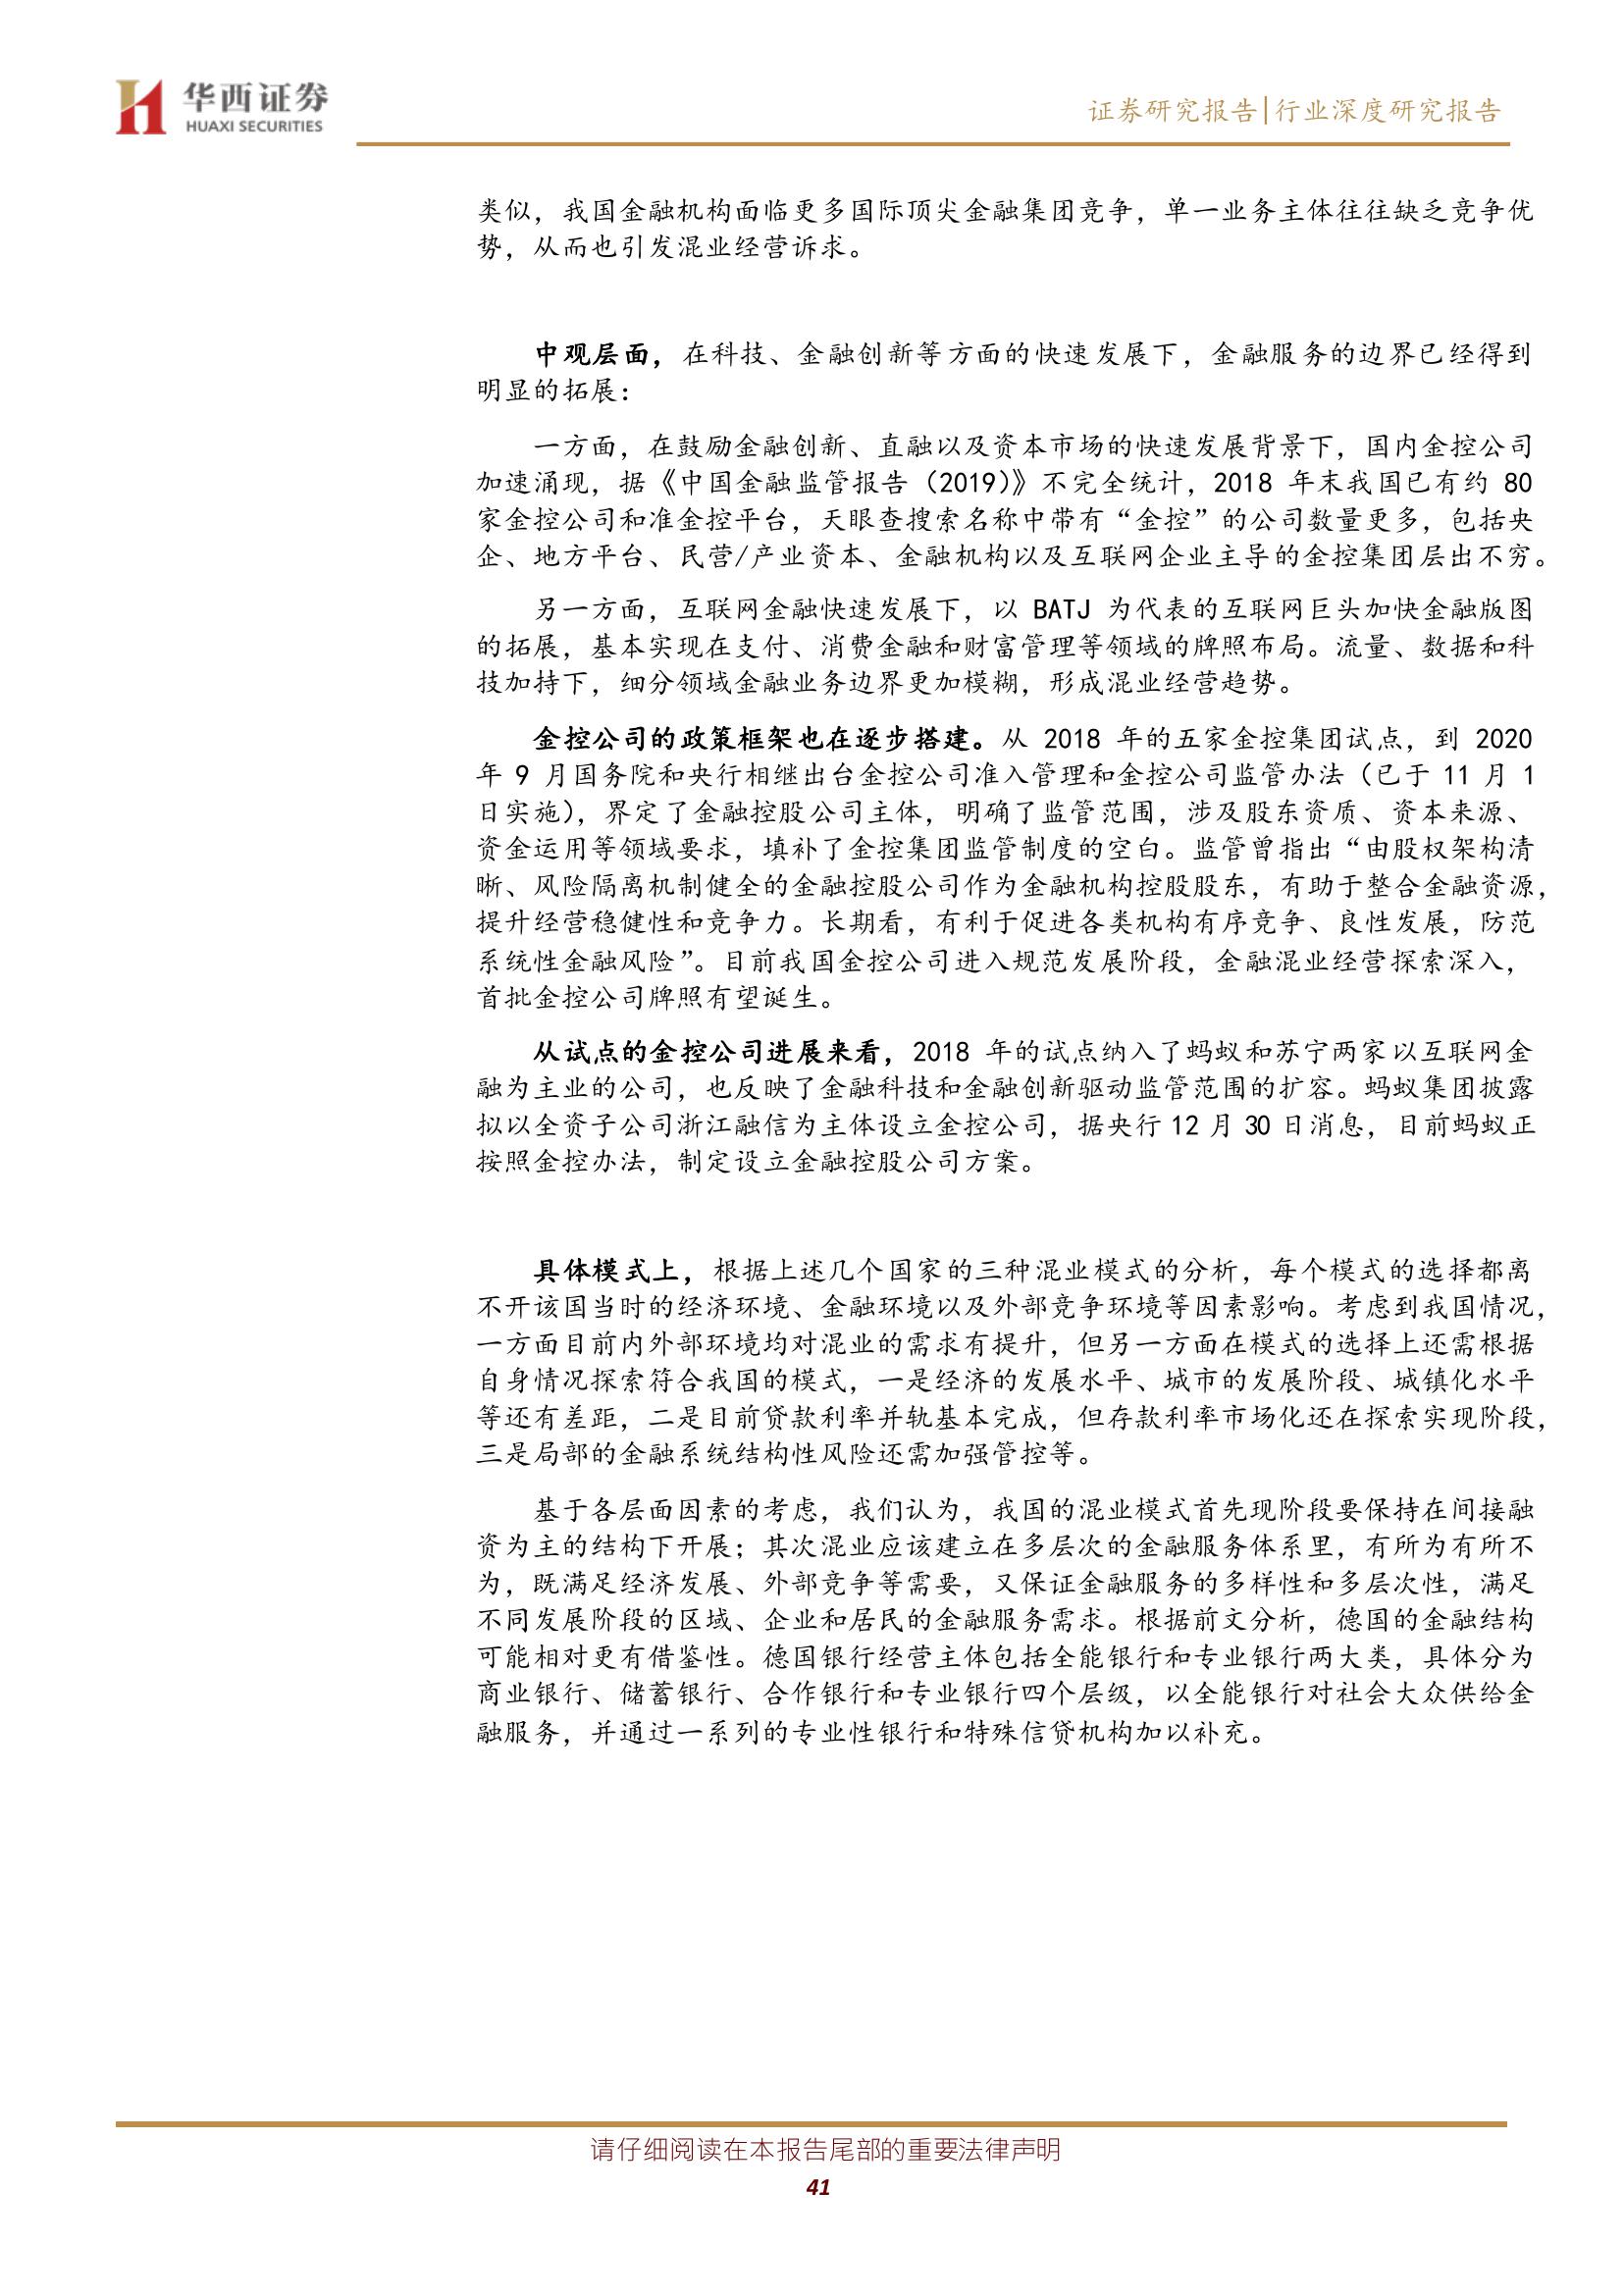 华西证券
HUAXI SECURITIES
证券研究报告|行业深度研究报告
类似，我国金融机构面临更多国际顶尖金融集团竞争，单一业务主体往往缺乏竞争优
势，从而也引发混业经营诉求。
中观层面，在科技、金融创新等方面的快速发展下，金融服务的边界已经得到
明显的拓展：
一方面，在鼓励金融创新、直融以及资本市场的快速发展背景下，国内金控公司
加速涌现，据《中国金融监管报告（2019）》不完全统计，2018 年末我国已有约 80
家金控公司和准金控平台，天眼查搜索名称中带有“金控”的公司数量更多，包括央
企、地方平台、民营/产业资本、金融机构以及互联网企业主导的金控集团层出不穷。
另一方面，互联网金融快速发展下，以 BATJ 为代表的互联网巨头加快金融版图
的拓展，基本实现在支付、消费金融和财富管理等领域的牌照布局。流量、数据和科
技加持下，细分领域金融业务边界更加模糊，形成混业经营趋势。
金控公司的政策框架也在逐步搭建。从 2018 年的五家金控集团试点，到 2020
年 9 月国务院和央行相继出台金控公司准入管理和金控公司监管办法（已于 11 月 1
日实施），界定了金融控股公司主体，明确了监管范围，涉及股东资质、资本来源、
资金运用等领域要求，填补了金控集团监管制度的空白。监管曾指出“由股权架构清
晰、风险隔离机制健全的金融控股公司作为金融机构控股股东，有助于整合金融资源，
提升经营稳健性和竞争力。长期看，有利于促进各类机构有序竞争、良性发展，防范
系统性金融风险”。目前我国金控公司进入规范发展阶段，金融混业经营探索深入，
首批金控公司牌照有望诞生。
从试点的金控公司进展来看，2018 年的试点纳入了蚂蚁和苏宁两家以互联网金
融为主业的公司，也反映了金融科技和金融创新驱动监管范围的扩容。蚂蚁集团披露
拟以全资子公司浙江融信为主体设立金控公司，据央行 12 月 30 日消息，目前蚂蚁正
按照金控办法，制定设立金融控股公司方案。
具体模式上，根据上述几个国家的三种混业模式的分析，每个模式的选择都离
不开该国当时的经济环境、金融环境以及外部竞争环境等因素影响。考虑到我国情况，
一方面目前内外部环境均对混业的需求有提升，但另一方面在模式的选择上还需根据
自身情况探索符合我国的模式，一是经济的发展水平、城市的发展阶段、城镇化水平
等还有差距，二是目前贷款利率并轨基本完成，但存款利率市场化还在探索实现阶段，
三是局部的金融系统结构性风险还需加强管控等。
基于各层面因素的考虑，我们认为，我国的混业模式首先现阶段要保持在间接融
资为主的结构下开展；其次混业应该建立在多层次的金融服务体系里，有所为有所不
为，既满足经济发展、外部竞争等需要，又保证金融服务的多样性和多层次性，满足
不同发展阶段的区域、企业和居民的金融服务需求。根据前文分析，德国的金融结构
可能相对更有借鉴性。德国银行经营主体包括全能银行和专业银行两大类，具体分为
商业银行、储蓄银行、合作银行和专业银行四个层级，以全能银行对社会大众供给金
融服务，并通过一系列的专业性银行和特殊信贷机构加以补充。
请仔细阅读在本报告尾部的重要法律声明
41